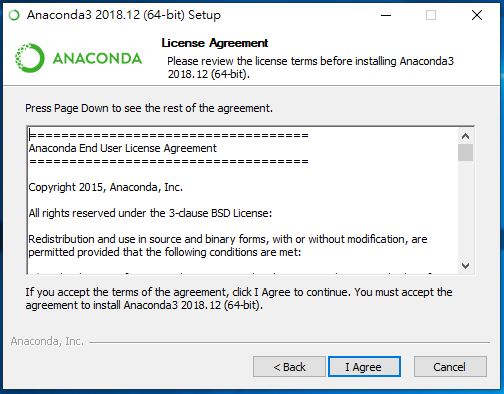 Anaconda3 2018.12 (64-bit) Setup
ANACONDA
License Agreement
Please review the license terms before installing Anaconda3
2018.12 (64-bit).
Press Page Down to see the rest of the agreement.
===================================
Anaconda End User License Agreement
===================================
Copyright 2015, Anaconda, Inc.
All rights reserved under the 3-clause BSD License:
Redistribution and use in source and binary forms, with or without modification, are
permitted provided that the following conditions are met:
If you accept the terms of the agreement, click I Agree to continue. You must accept the
agreement to install Anaconda3 2018.12 (64-bit).
Anaconda, Inc.
< Back
I Agree
Cancel